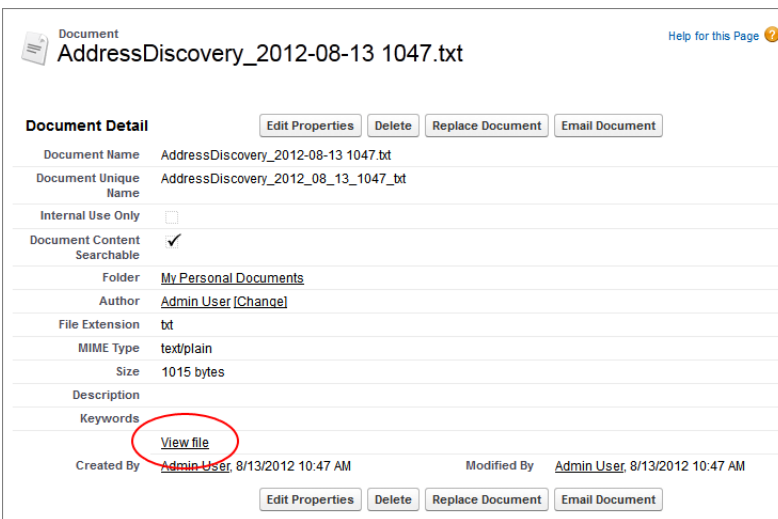 Document
AddressDiscovery_2012-08-13 1047.txt
Help for this Page ?
Document Detail
Edit Properties Delete Replace Document Email Document
Document Name AddressDiscovery_2012-08-13 1047.txt
Document Unique
Name AddressDiscovery_2012_08_13_1047_txt
Internal Use Only
Document Content
Searchable
Folder My Personal Documents
Author Admin User [Change]
File Extension txt
MIME Type text/plain
Size 1015 bytes
Description
Keywords
View file
Created By Admin User, 8/13/2012 10:47 AM Modified By Admin User, 8/13/2012 10:47 AM
Edit Properties Delete Replace Document Email Document